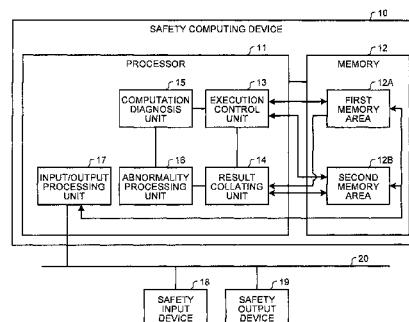 10
SAFETY COMPUTING DEVICE
11
PROCESSOR
12
MEMORY
15
COMPUTATION
DIAGNOSIS
UNIT
13
EXECUTION
CONTROL
UNIT
12A
FIRST
MEMORY
AREA
17
INPUT/OUTPUT
PROCESSING
UNIT
16
ABNORMALITY
PROCESSING
UNIT
14
RESULT
COLLATING
UNIT
12B
SECOND
MEMORY
AREA
20
18
SAFETY
INPUT
DEVICE
19
SAFETY
OUTPUT
DEVICE